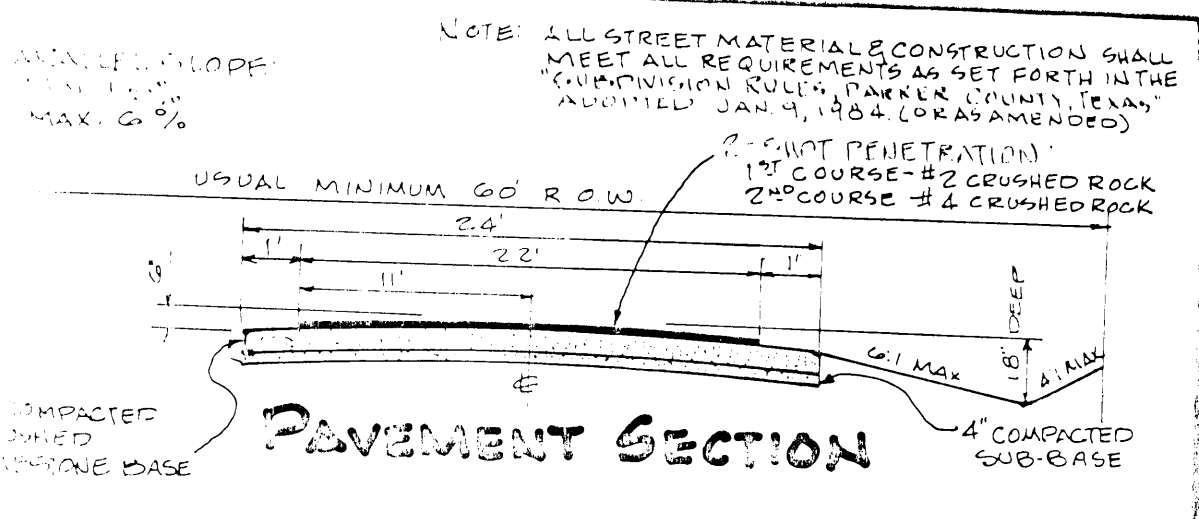 NOTE: ALL STREET MATERIAL & CONSTRUCTION SHALL
MEET ALL REQUIREMENTS AS SET FORTH IN THE
"SUBDIVISION RULES, PARKER COUNTY, TEXAS"
ADOPTED JAN. 9, 1984. (OR AS AMENDED)
SLOPE
MAX. 6%
2-SHOT PENETRATION
1ST COURSE - #2 CRUSHED ROCK
2ND COURSE - #4 CRUSHED ROCK
USUAL MINIMUM 60' R.O.W.
24'
1'
22'
1'
11'
18" DEEP
6:1 MAX
4:1 MAX
℄
COMPACTED
BASE
PAVEMENT SECTION
4" COMPACTED
SUB-BASE